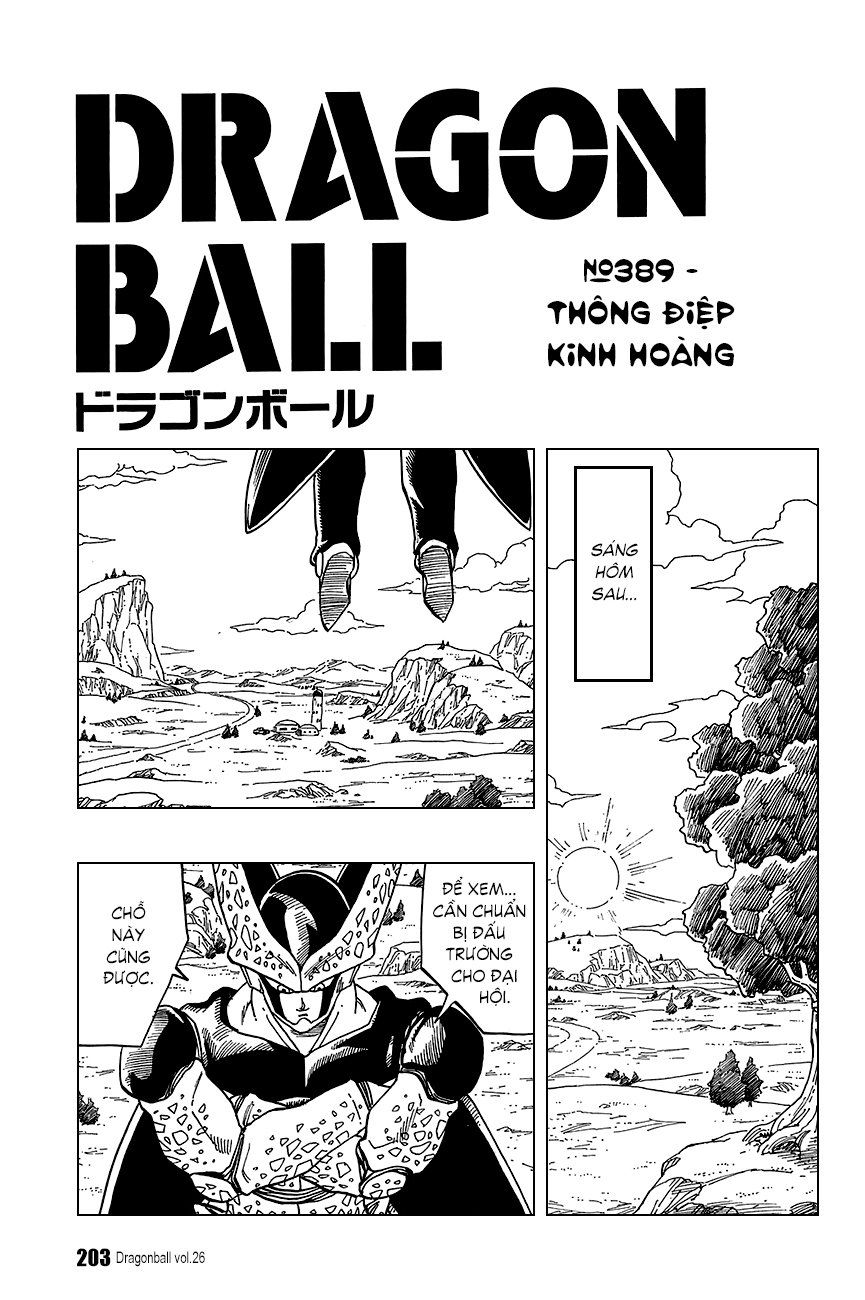 DRAGON
BALL
ドラゴンボール
№389 -
THÔNG ĐIỆP
KINH HOÀNG
SÁNG
HÔM
SAU...
ĐỂ XEM...
CẦN CHUẨN
BỊ ĐẤU
TRƯỜNG
CHO ĐẠI
HỘI.
CHỖ
NÀY
CŨNG
ĐƯỢC.
203 Dragonball vol.26